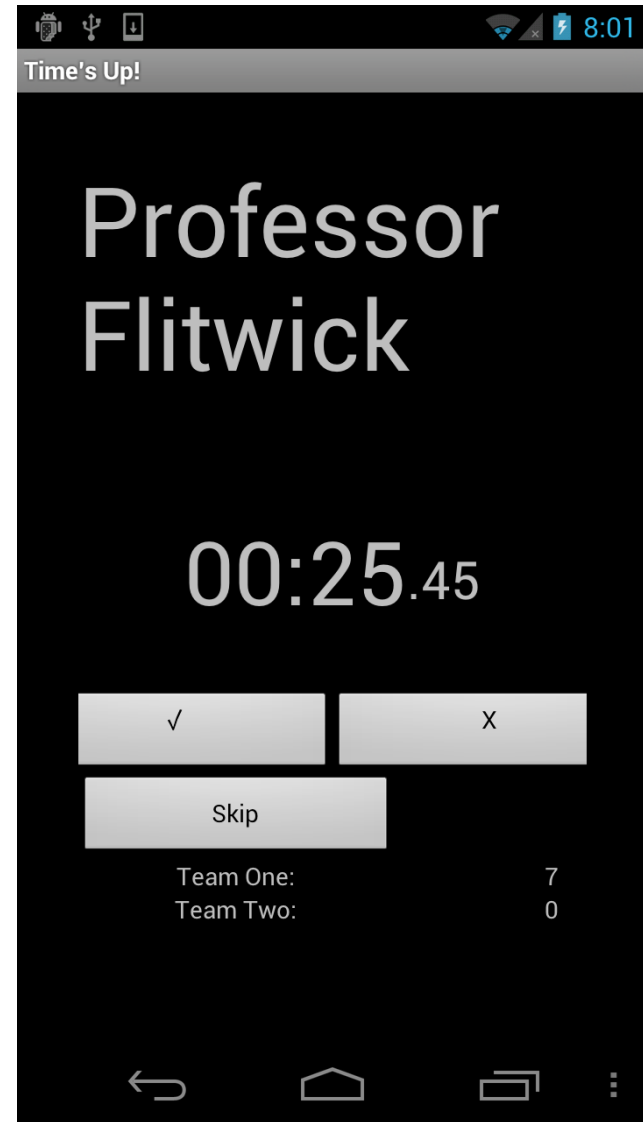 8:01
Time's Up!
Professor
Flitwick
00:25.45
√ X
Skip
Team One: 7
Team Two: 0